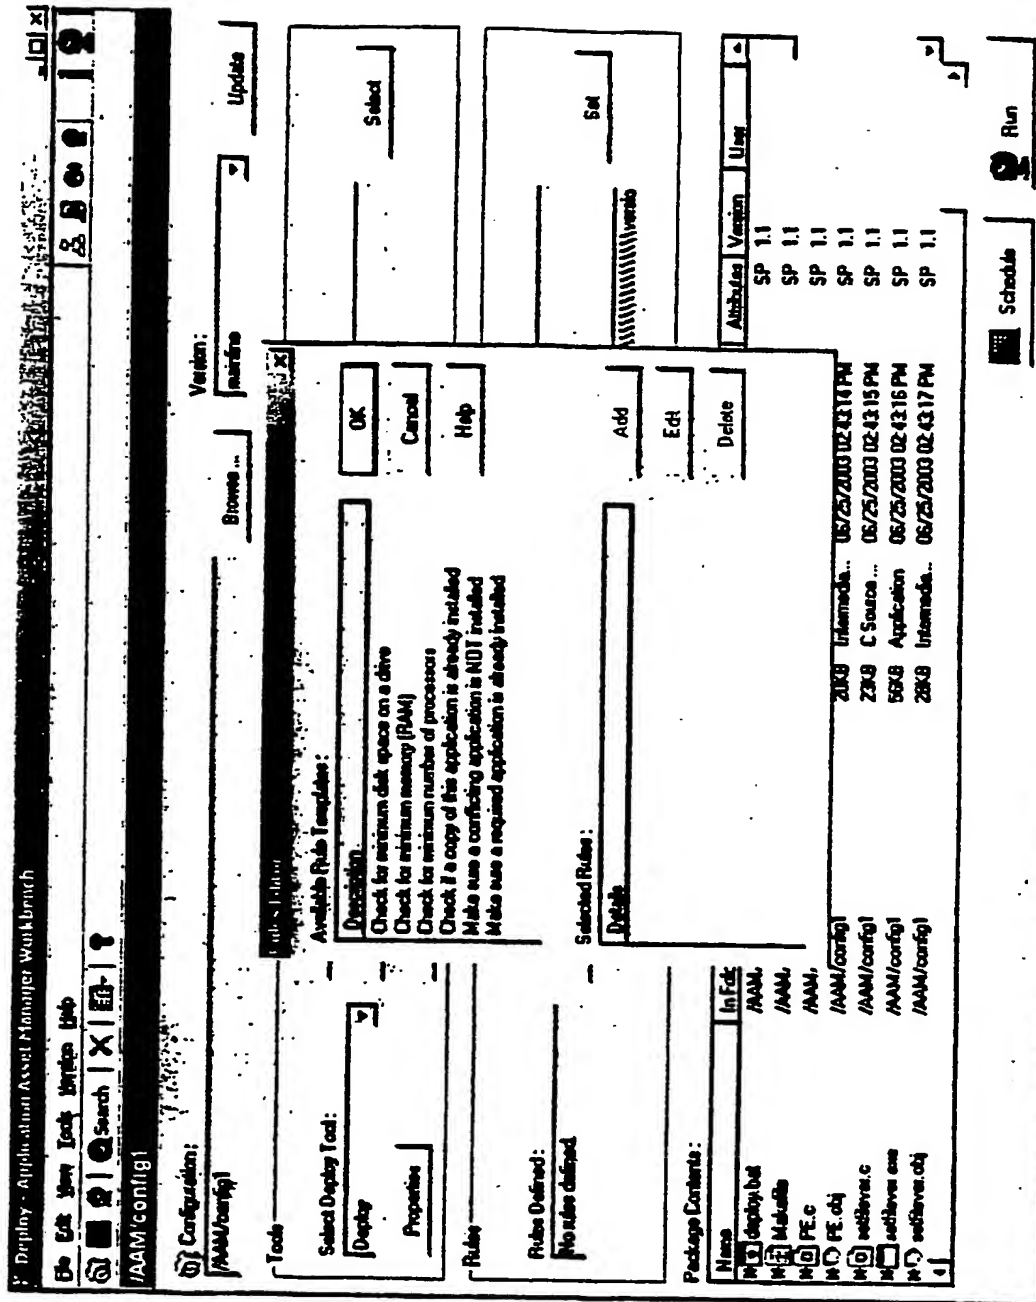 Deploy - Application Asset Manager Workbench
File Edit View Tools Version Help
Search
/AAM/config1
Configuration:
/AAM/config1
Browse ...
Version:
mainline
Update
Tools
Select Deploy Tool:
Deploy
Properties
Select
Rules
Rules Defined:
No rules defined.
Set
Rules Editor
Available Rule Templates:
Description
Check for minimum disk space on a drive
Check for minimum memory (RAM)
Check for minimum number of processors
Check if a copy of this application is already installed
Make sure a conflicting application is NOT installed
Make sure a required application is already installed
OK
Cancel
Help
Selected Rules:
Details
Add
Edit
Delete
Package Contents:
Name In Fold Attributes Version User
deploy.bat /AAM, SP 1.1
Makefile /AAM, SP 1.1
PE.c /AAM, SP 1.1
PE.obj /AAM/config1 20KB Intermedia... 06/25/2003 02:43:14 PM SP 1.1
setfilever.c /AAM/config1 23KB C Source ... 06/25/2003 02:43:15 PM SP 1.1
setfilever.exe /AAM/config1 56KB Application 06/25/2003 02:43:16 PM SP 1.1
setfilever.obj /AAM/config1 28KB Intermedia... 06/25/2003 02:43:17 PM SP 1.1
Schedule
Run